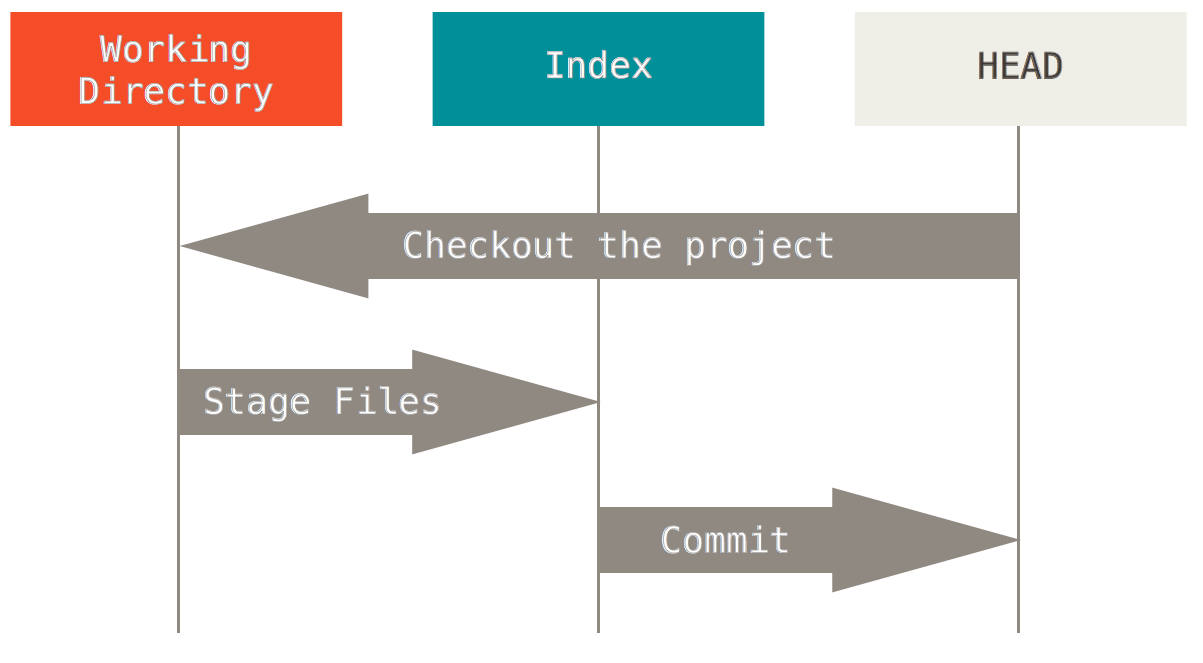 Working
Directory
Index
HEAD
Checkout the project
Stage Files
Commit